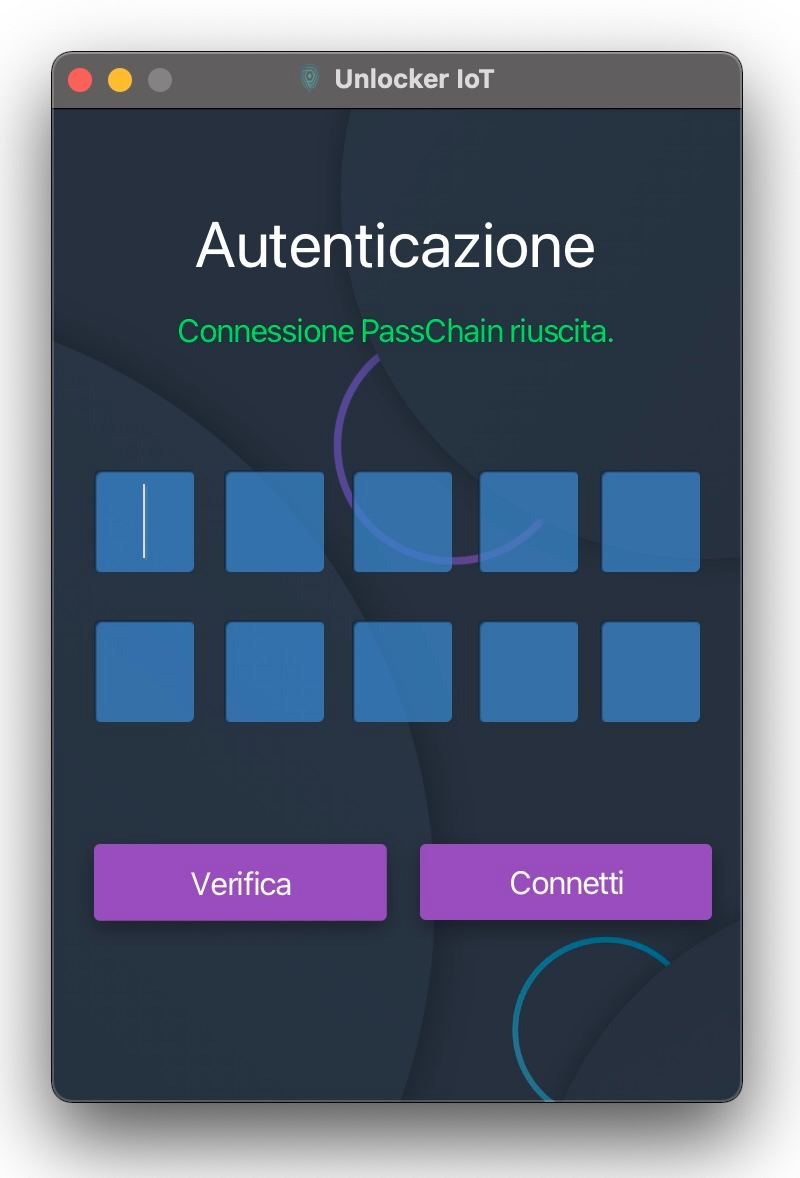 Unlocker IoT
Autenticazione
Connessione PassChain riuscita.
Verifica
Connetti